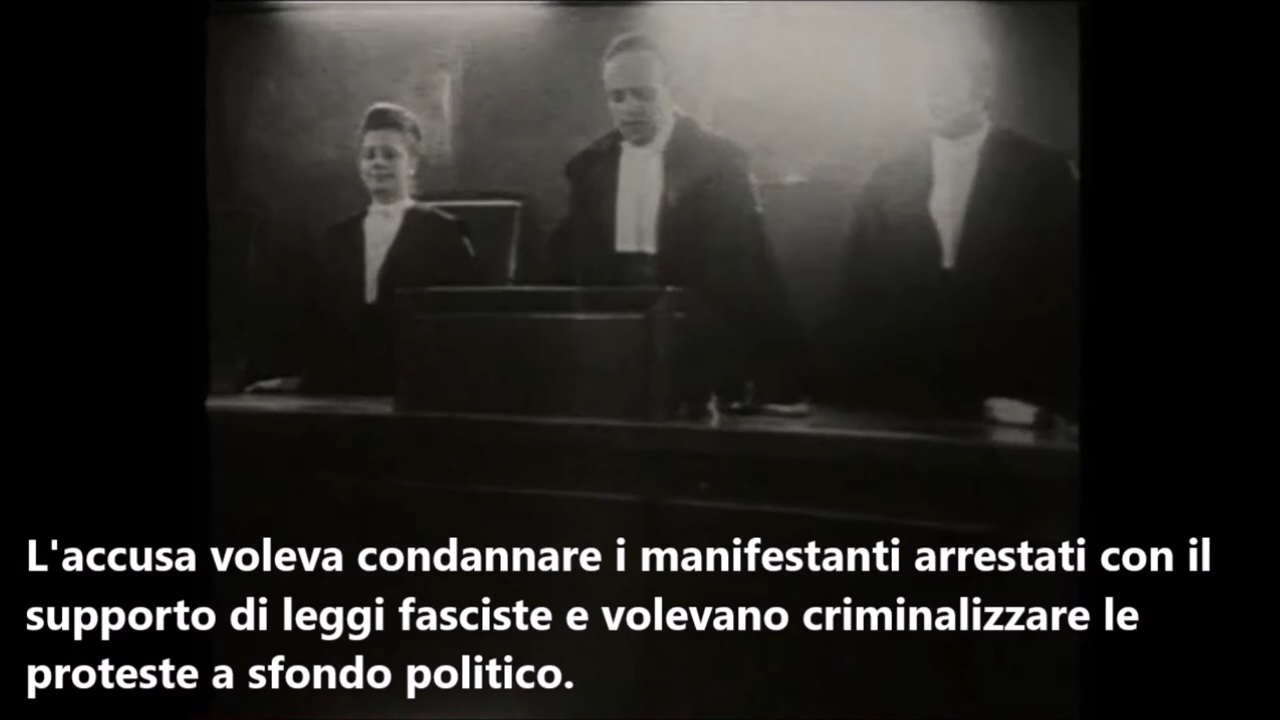 L'accusa voleva condannare i manifestanti arrestati con il
supporto di leggi fasciste e volevano criminalizzare le
proteste a sfondo politico.